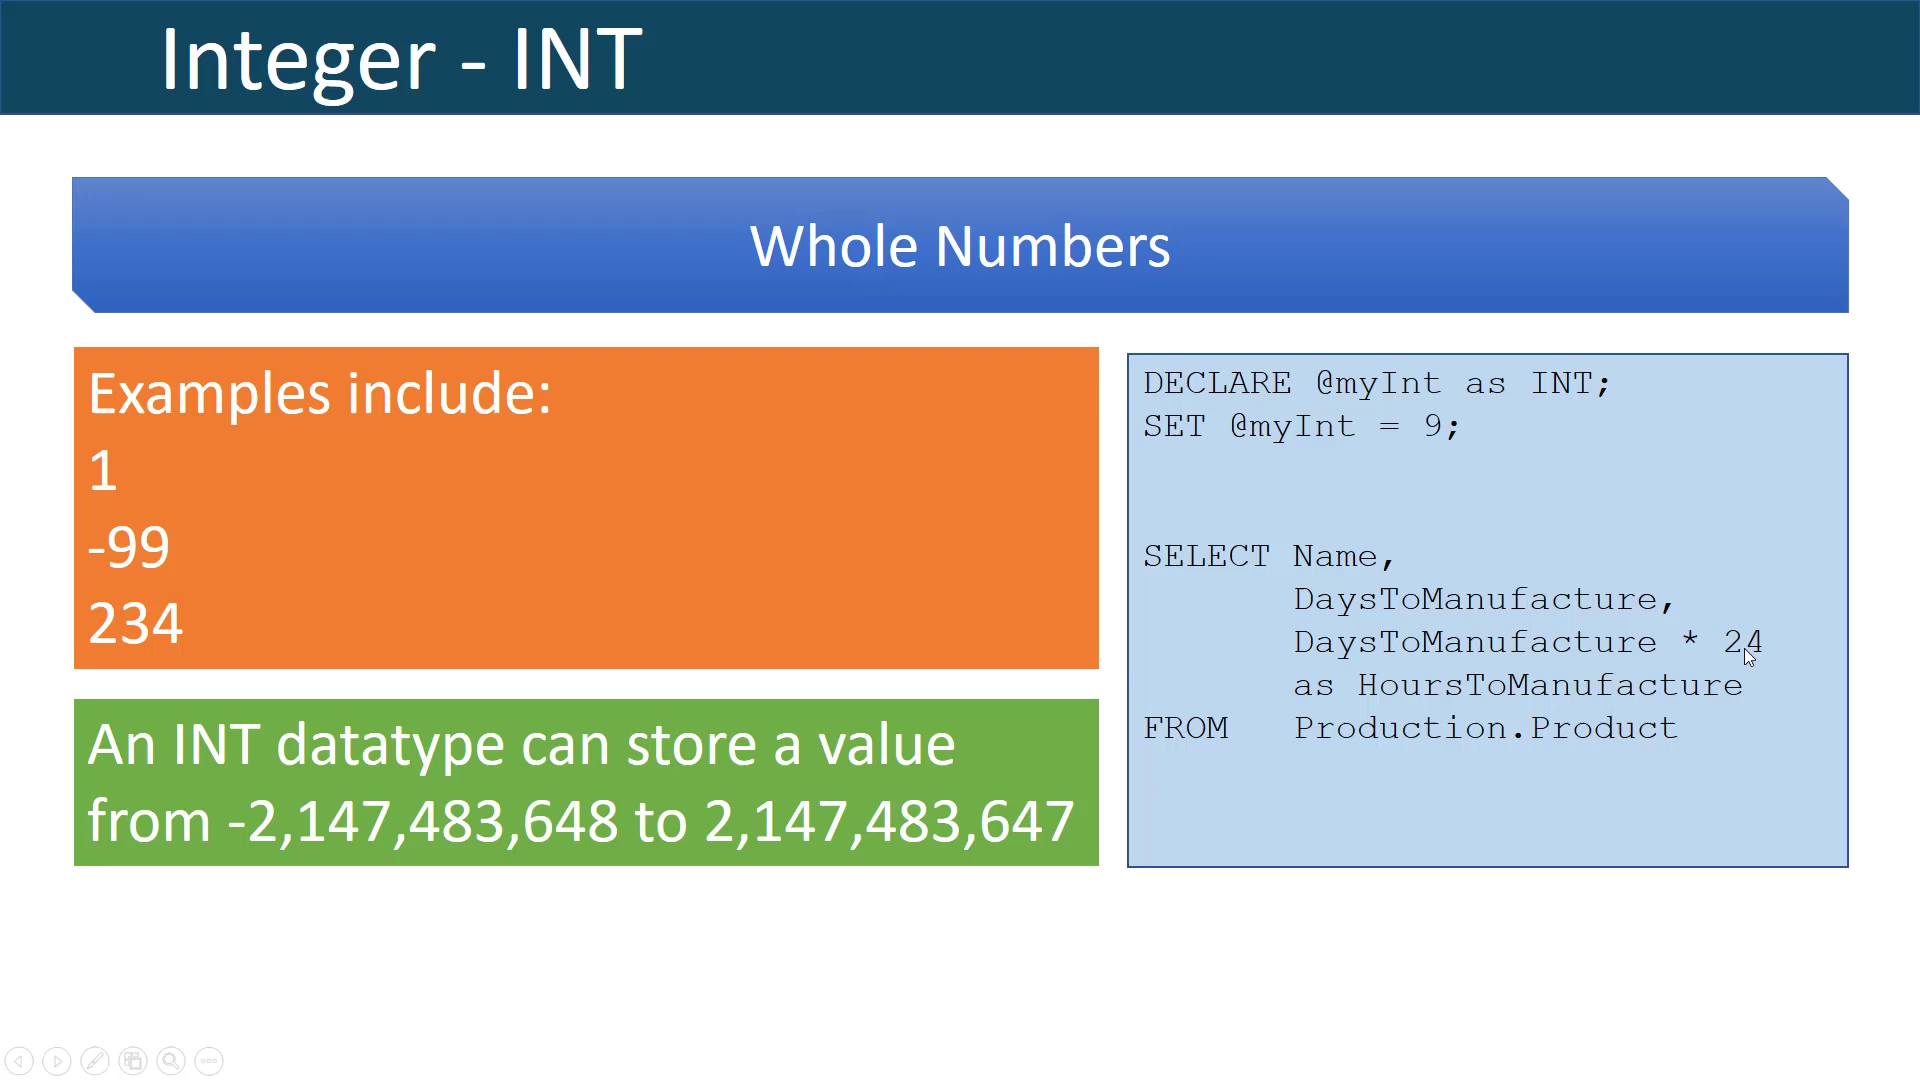 Integer - INT
Whole Numbers
Examples include:
1
-99
234
An INT datatype can store a value
from -2,147,483,648 to 2,147,483,647
DECLARE @myInt as INT;
SET @myInt = 9;
SELECT Name,
DaysToManufacture,
DaysToManufacture * 24
as HoursToManufacture
FROM Production.Product